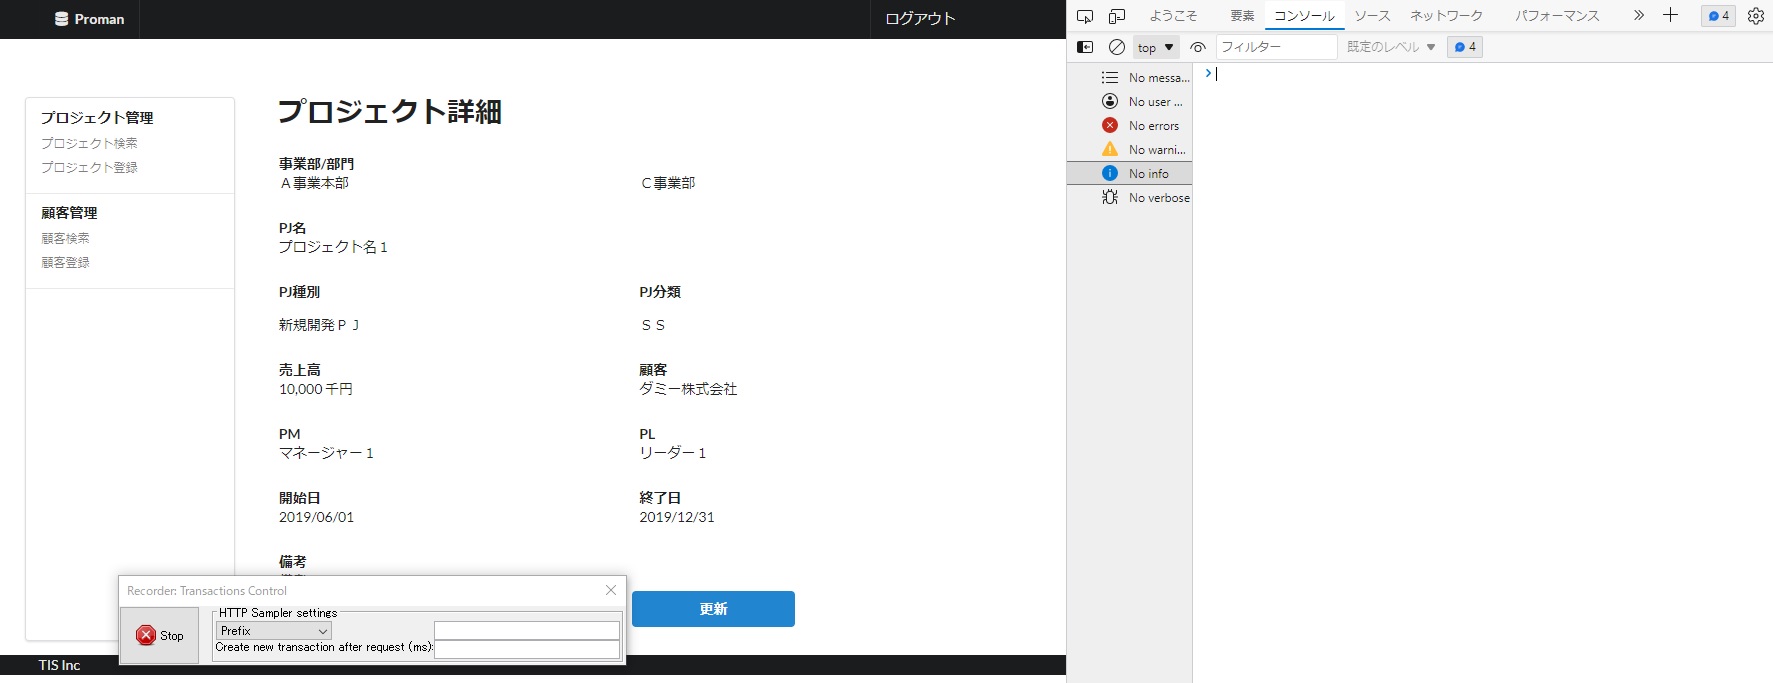 Proman
ログアウト
プロジェクト管理
プロジェクト検索
プロジェクト登録
顧客管理
顧客検索
顧客登録
プロジェクト詳細
事業部/部門
Ａ事業本部 Ｃ事業部
PJ名
プロジェクト名１
PJ種別 PJ分類
新規開発ＰＪ ＳＳ
売上高 顧客
10,000 千円 ダミー株式会社
PM PL
マネージャー１ リーダー１
開始日 終了日
2019/06/01 2019/12/31
備考
更新
TIS Inc
Recorder: Transactions Control
Stop
HTTP Sampler settings
Prefix
Create new transaction after request (ms):
ようこそ 要素 コンソール ソース ネットワーク パフォーマンス 4
top フィルター 既定のレベル 4
No messa...
No user ...
No errors
No warni...
No info
No verbose